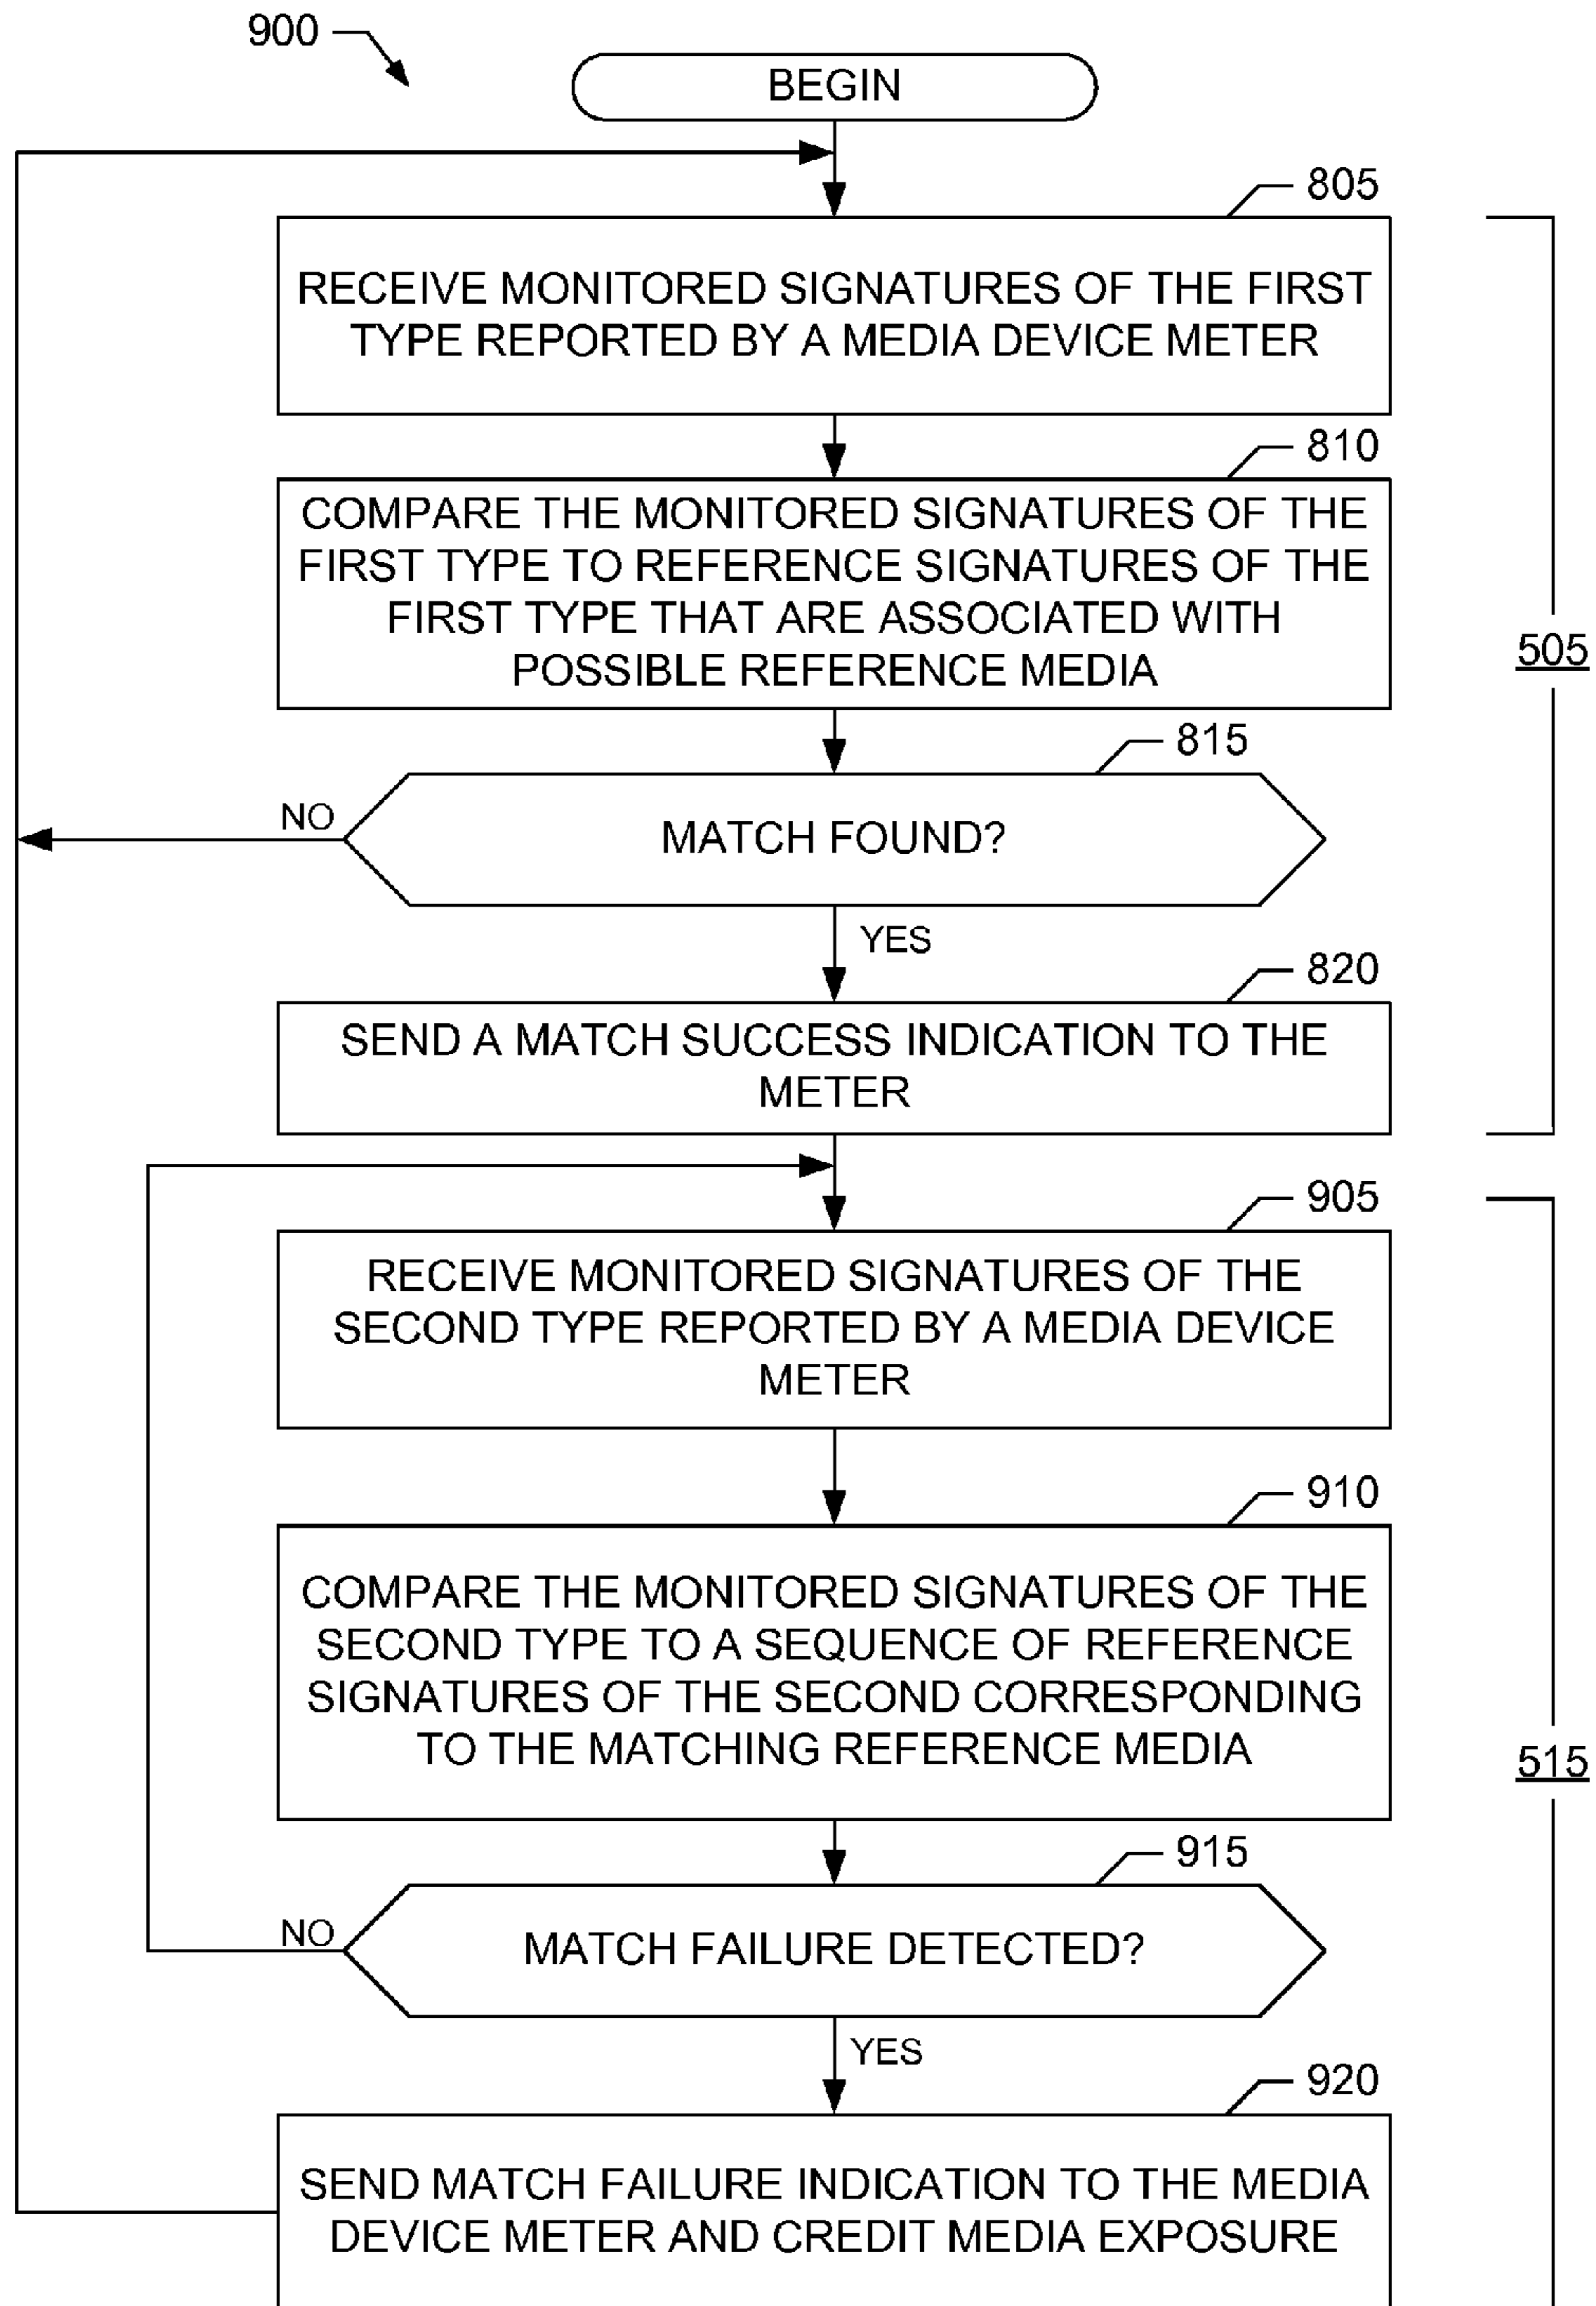 900
BEGIN
805
RECEIVE MONITORED SIGNATURES OF THE FIRST
TYPE REPORTED BY A MEDIA DEVICE METER
810
COMPARE THE MONITORED SIGNATURES OF THE
FIRST TYPE TO REFERENCE SIGNATURES OF THE
FIRST TYPE THAT ARE ASSOCIATED WITH
POSSIBLE REFERENCE MEDIA
505
815
NO
MATCH FOUND?
YES
820
SEND A MATCH SUCCESS INDICATION TO THE
METER
905
RECEIVE MONITORED SIGNATURES OF THE
SECOND TYPE REPORTED BY A MEDIA DEVICE
METER
910
COMPARE THE MONITORED SIGNATURES OF THE
SECOND TYPE TO A SEQUENCE OF REFERENCE
SIGNATURES OF THE SECOND CORRESPONDING
TO THE MATCHING REFERENCE MEDIA
515
915
NO
MATCH FAILURE DETECTED?
YES
920
SEND MATCH FAILURE INDICATION TO THE MEDIA
DEVICE METER AND CREDIT MEDIA EXPOSURE